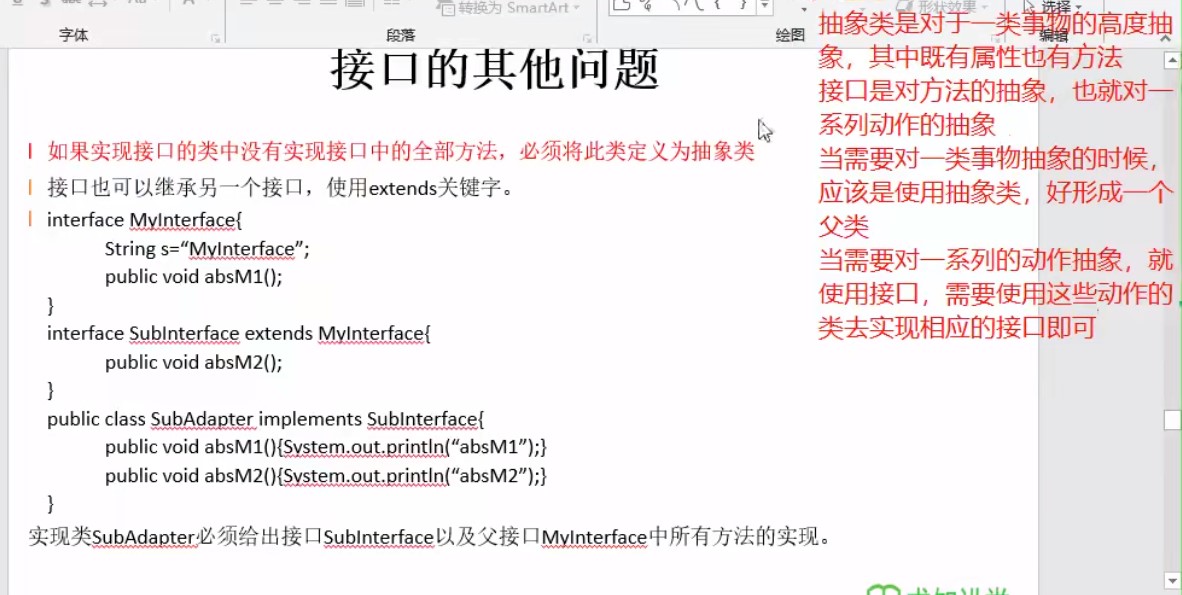 转换为 SmartArt
形状效果
选择
字体
段落
绘图
编辑
接口的其他问题
如果实现接口的类中没有实现接口中的全部方法，必须将此类定义为抽象类
接口也可以继承另一个接口，使用extends关键字。
interface MyInterface{
String s=“MyInterface”;
public void absM1();
}
interface SubInterface extends MyInterface{
public void absM2();
}
public class SubAdapter implements SubInterface{
public void absM1(){System.out.println(“absM1”);}
public void absM2(){System.out.println(“absM2”);}
}
实现类SubAdapter必须给出接口SubInterface以及父接口MyInterface中所有方法的实现。
抽象类是对于一类事物的高度抽
象，其中既有属性也有方法
接口是对方法的抽象，也就对一
系列动作的抽象
当需要对一类事物抽象的时候，
应该是使用抽象类，好形成一个
父类
当需要对一系列的动作抽象，就
使用接口，需要使用这些动作的
类去实现相应的接口即可